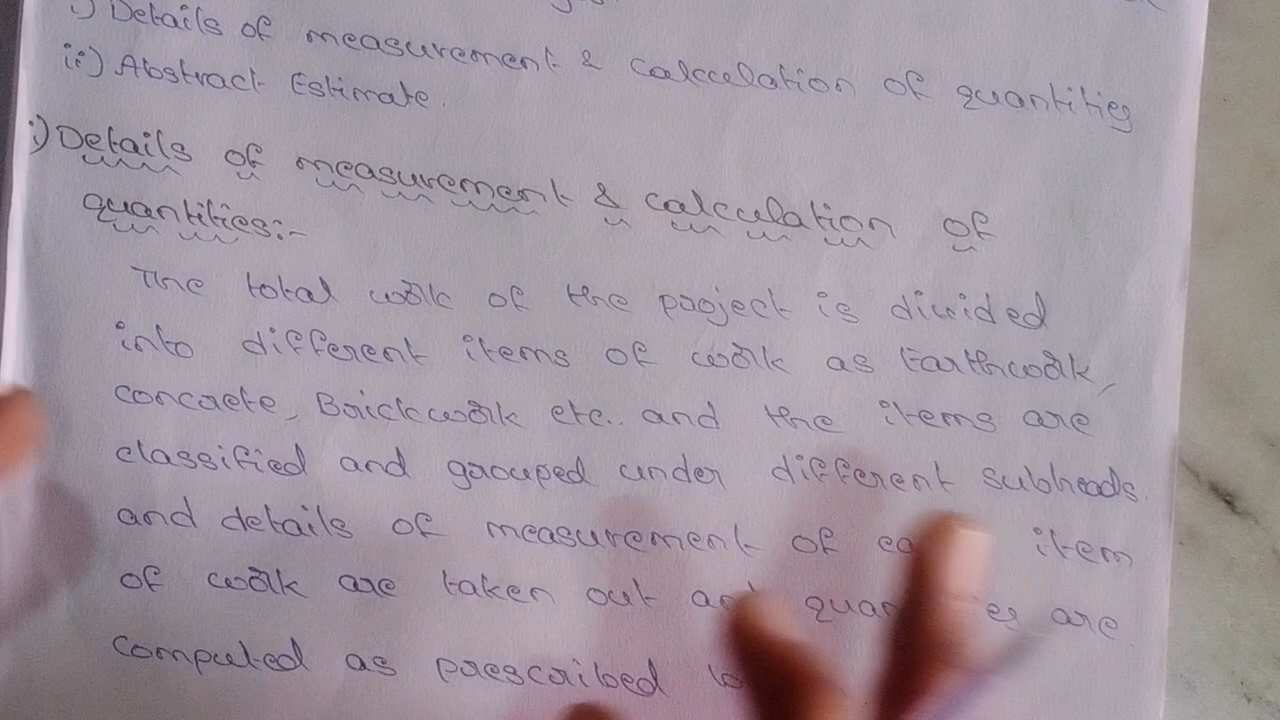 i) Details of measurement & calculation of quantities
ii) Abstract Estimate.
i) Details of measurement & calculation of
quantities:-
The total work of the project is divided
into different items of work as Earthwork,
concrete, Brickwork etc.. and the items are
classified and grouped under different subheads.
and details of measurement of item
of work are taken out and are
computed as prescribed